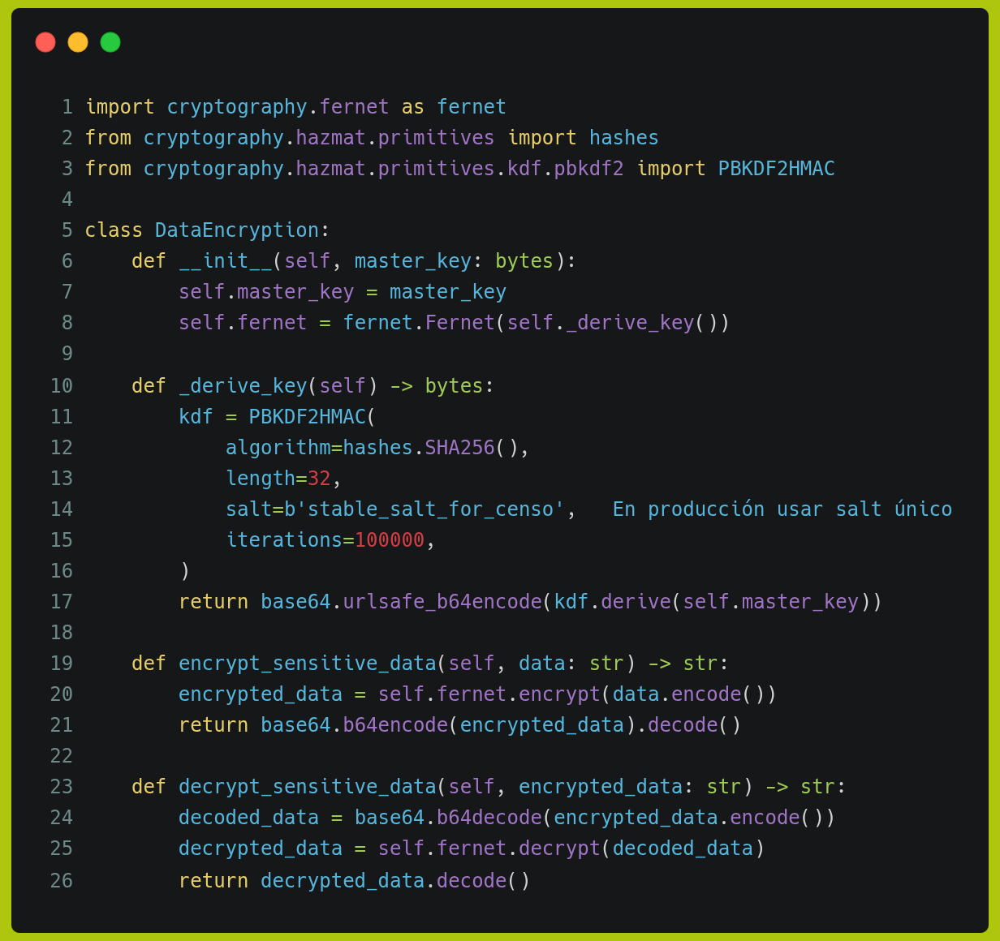 1 import cryptography.fernet as fernet
2 from cryptography.hazmat.primitives import hashes
3 from cryptography.hazmat.primitives.kdf.pbkdf2 import PBKDF2HMAC
4
5 class DataEncryption:
6     def __init__(self, master_key: bytes):
7         self.master_key = master_key
8         self.fernet = fernet.Fernet(self._derive_key())
9
10     def _derive_key(self) -> bytes:
11         kdf = PBKDF2HMAC(
12             algorithm=hashes.SHA256(),
13             length=32,
14             salt=b'stable_salt_for_censo',   En producción usar salt único
15             iterations=100000,
16         )
17         return base64.urlsafe_b64encode(kdf.derive(self.master_key))
18
19     def encrypt_sensitive_data(self, data: str) -> str:
20         encrypted_data = self.fernet.encrypt(data.encode())
21         return base64.b64encode(encrypted_data).decode()
22
23     def decrypt_sensitive_data(self, encrypted_data: str) -> str:
24         decoded_data = base64.b64decode(encrypted_data.encode())
25         decrypted_data = self.fernet.decrypt(decoded_data)
26         return decrypted_data.decode()